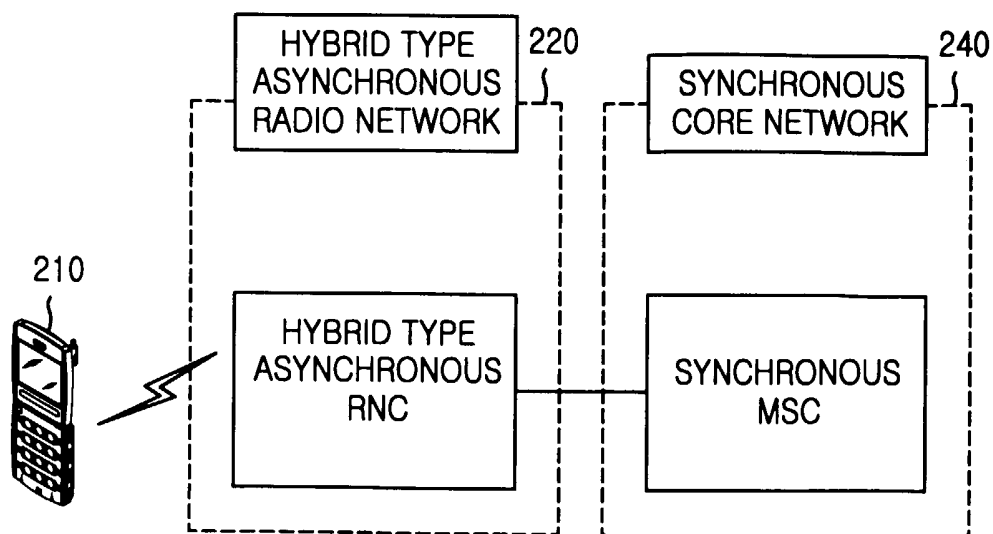 HYBRID TYPE
ASYNCHRONOUS
RADIO NETWORK
220
SYNCHRONOUS
CORE NETWORK
240
210
HYBRID TYPE
ASYNCHRONOUS
RNC
SYNCHRONOUS
MSC